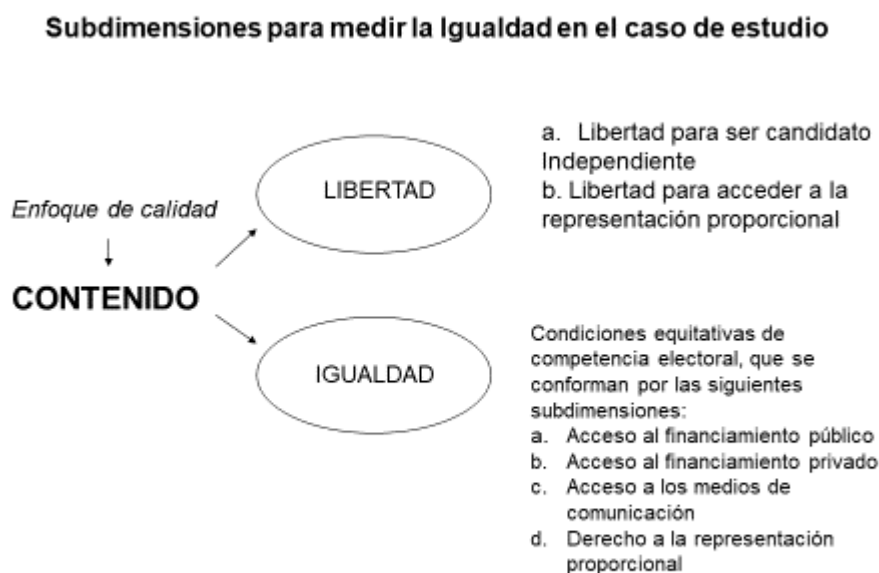 Subdimensiones para medir la Igualdad en el caso de estudio
Enfoque de calidad
CONTENIDO
LIBERTAD
a. Libertad para ser candidato
Independiente
b. Libertad para acceder a la
representación proporcional
IGUALDAD
Condiciones equitativas de
competencia electoral, que se
conforman por las siguientes
subdimensiones:
a. Acceso al financiamiento público
b. Acceso al financiamiento privado
c. Acceso a los medios de
comunicación
d. Derecho a la representación
proporcional